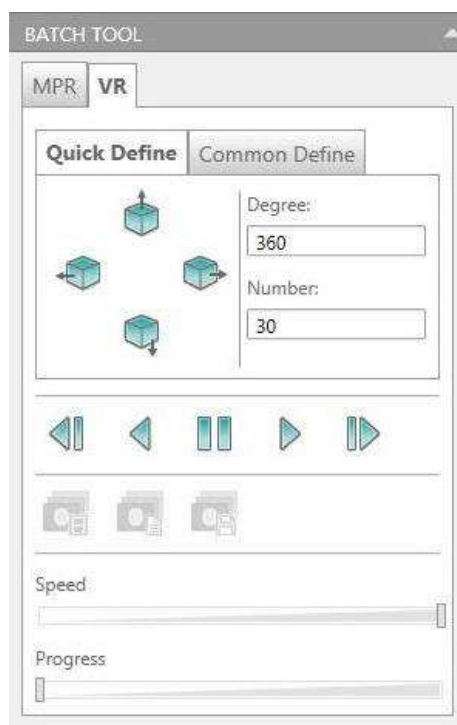 BATCH TOOL
MPR VR
Quick Define Common Define
Degree:
360
Number:
30
Speed
Progress